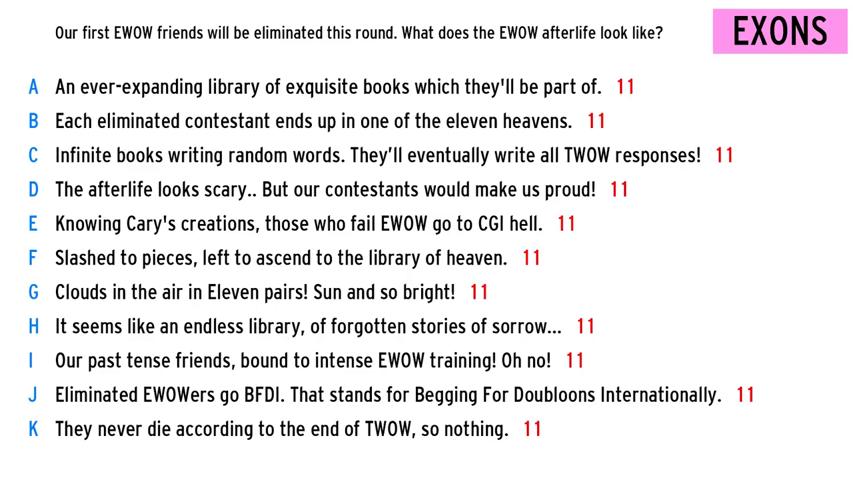 Our first EWOW friends will be eliminated this round. What does the EWOW afterlife look like?
EXONS
A An ever-expanding library of exquisite books which they'll be part of. 11
B Each eliminated contestant ends up in one of the eleven heavens. 11
C Infinite books writing random words. They’ll eventually write all TWOW responses! 11
D The afterlife looks scary.. But our contestants would make us proud! 11
E Knowing Cary's creations, those who fail EWOW go to CGI hell. 11
F Slashed to pieces, left to ascend to the library of heaven. 11
G Clouds in the air in Eleven pairs! Sun and so bright! 11
H It seems like an endless library, of forgotten stories of sorrow... 11
I Our past tense friends, bound to intense EWOW training! Oh no! 11
J Eliminated EWOWers go BFDI. That stands for Begging For Doubloons Internationally. 11
K They never die according to the end of TWOW, so nothing. 11